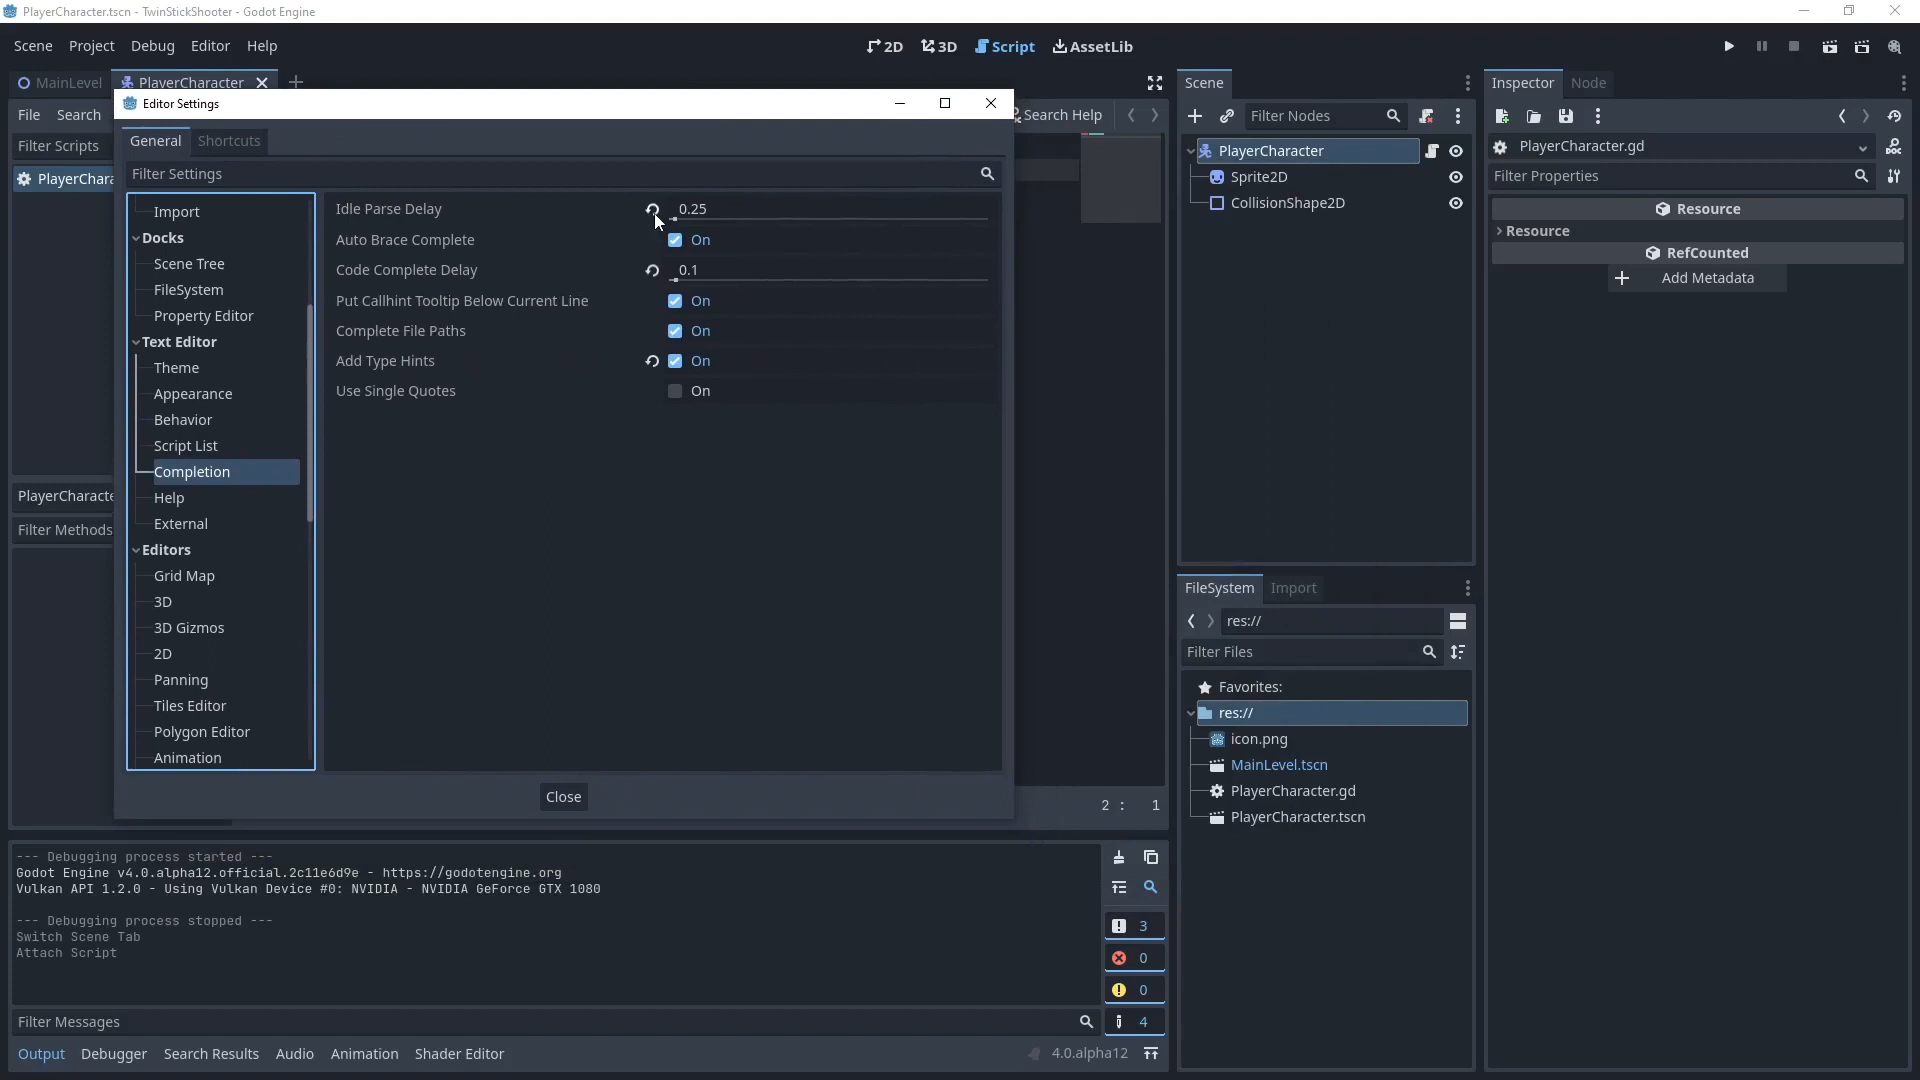 PlayerCharacter.tscn - TwinStickShooter - Godot Engine
Scene Project Debug Editor Help
2D 3D Script AssetLib
MainLevel PlayerCharacter
Editor Settings
File Search
Search Help
Filter Scripts
PlayerChara
PlayerCharacte
Filter Methods
General Shortcuts
Filter Settings
Import
Docks
Scene Tree
FileSystem
Property Editor
Text Editor
Theme
Appearance
Behavior
Script List
Completion
Help
External
Editors
Grid Map
3D
3D Gizmos
2D
Panning
Tiles Editor
Polygon Editor
Animation
Idle Parse Delay 0.25
Auto Brace Complete On
Code Complete Delay 0.1
Put Callhint Tooltip Below Current Line On
Complete File Paths On
Add Type Hints On
Use Single Quotes On
Close
2 : 1
Scene
Filter Nodes
PlayerCharacter
Sprite2D
CollisionShape2D
FileSystem Import
res://
Filter Files
Favorites:
res://
icon.png
MainLevel.tscn
PlayerCharacter.gd
PlayerCharacter.tscn
Inspector Node
PlayerCharacter.gd
Filter Properties
Resource
Resource
RefCounted
Add Metadata
--- Debugging process started ---
Godot Engine v4.0.alpha12.official.2c11e6d9e - https://godotengine.org
Vulkan API 1.2.0 - Using Vulkan Device #0: NVIDIA - NVIDIA GeForce GTX 1080
--- Debugging process stopped ---
Switch Scene Tab
Attach Script
3
0
0
4
Filter Messages
Output Debugger Search Results Audio Animation Shader Editor
4.0.alpha12